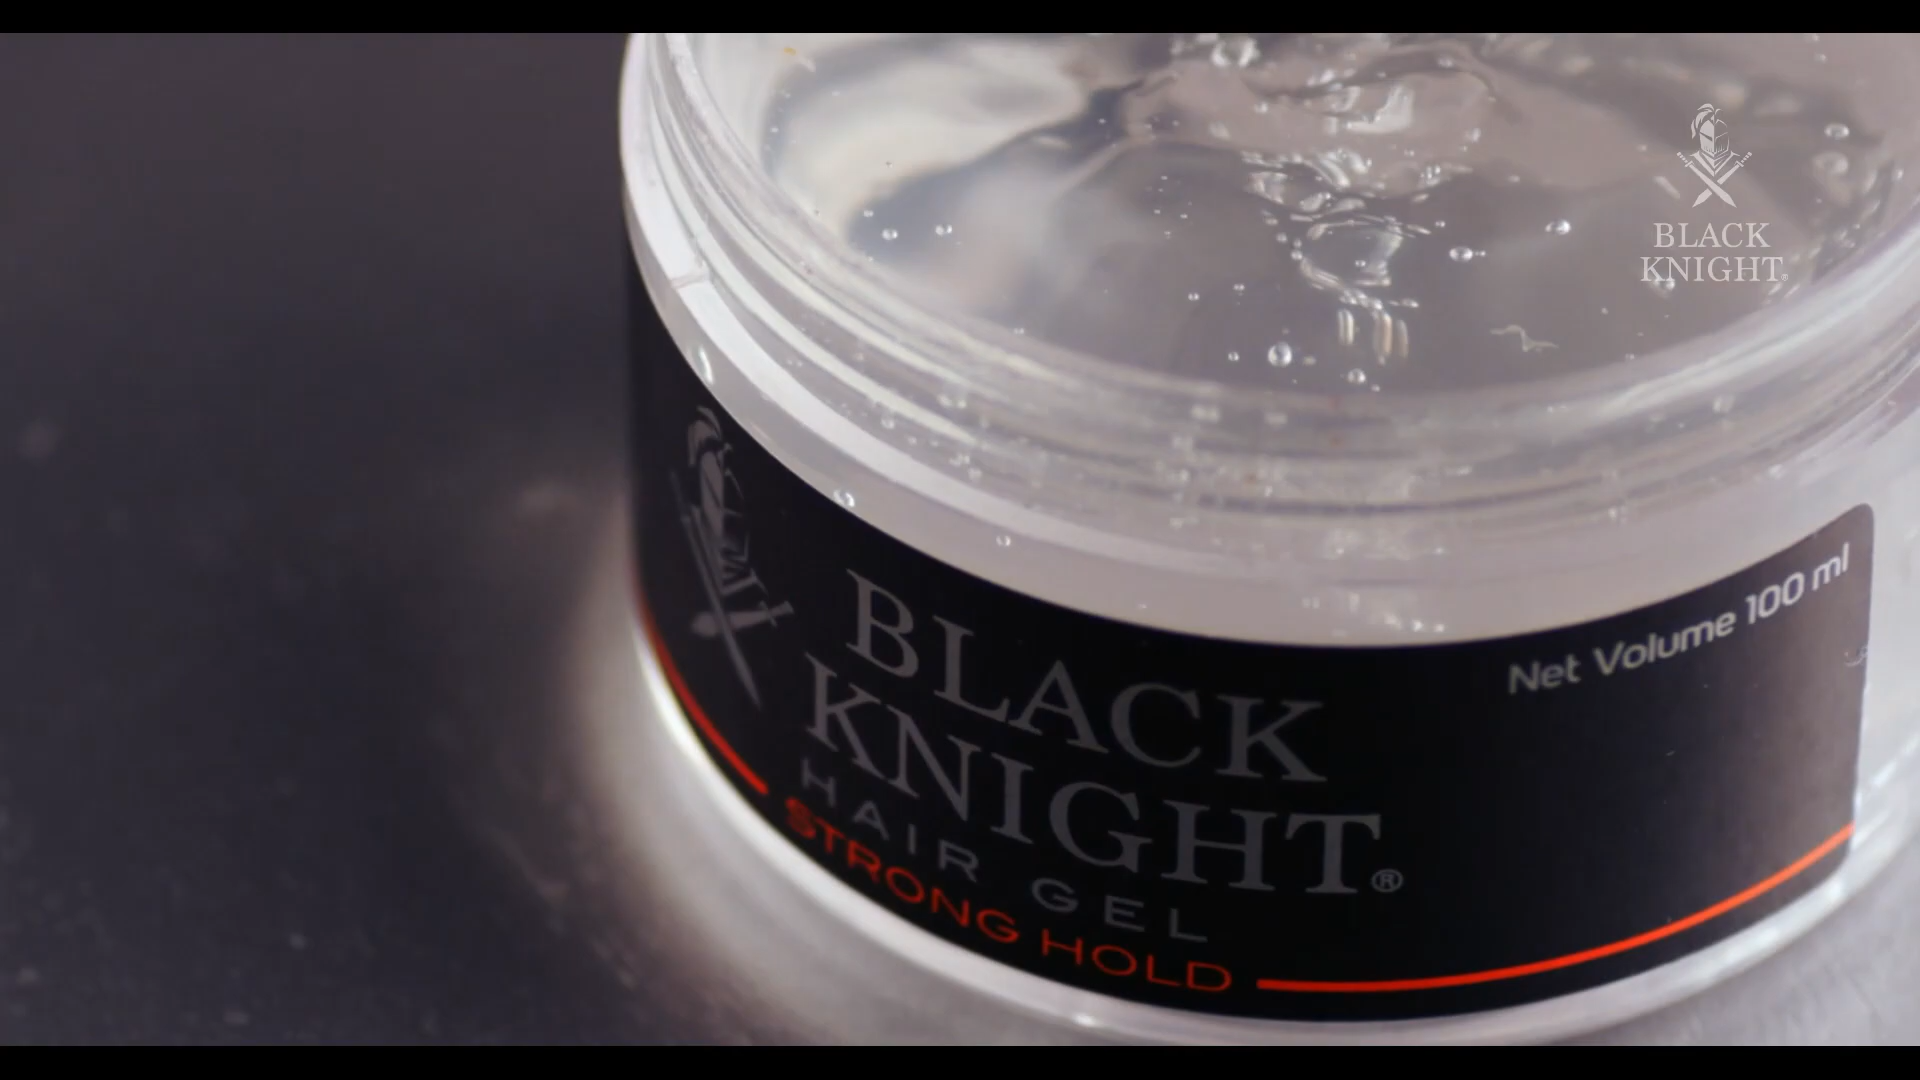 BLACK
KNIGHT®
BLACK
KNIGHT®
HAIR GEL
STRONG HOLD
Net Volume 100 ml